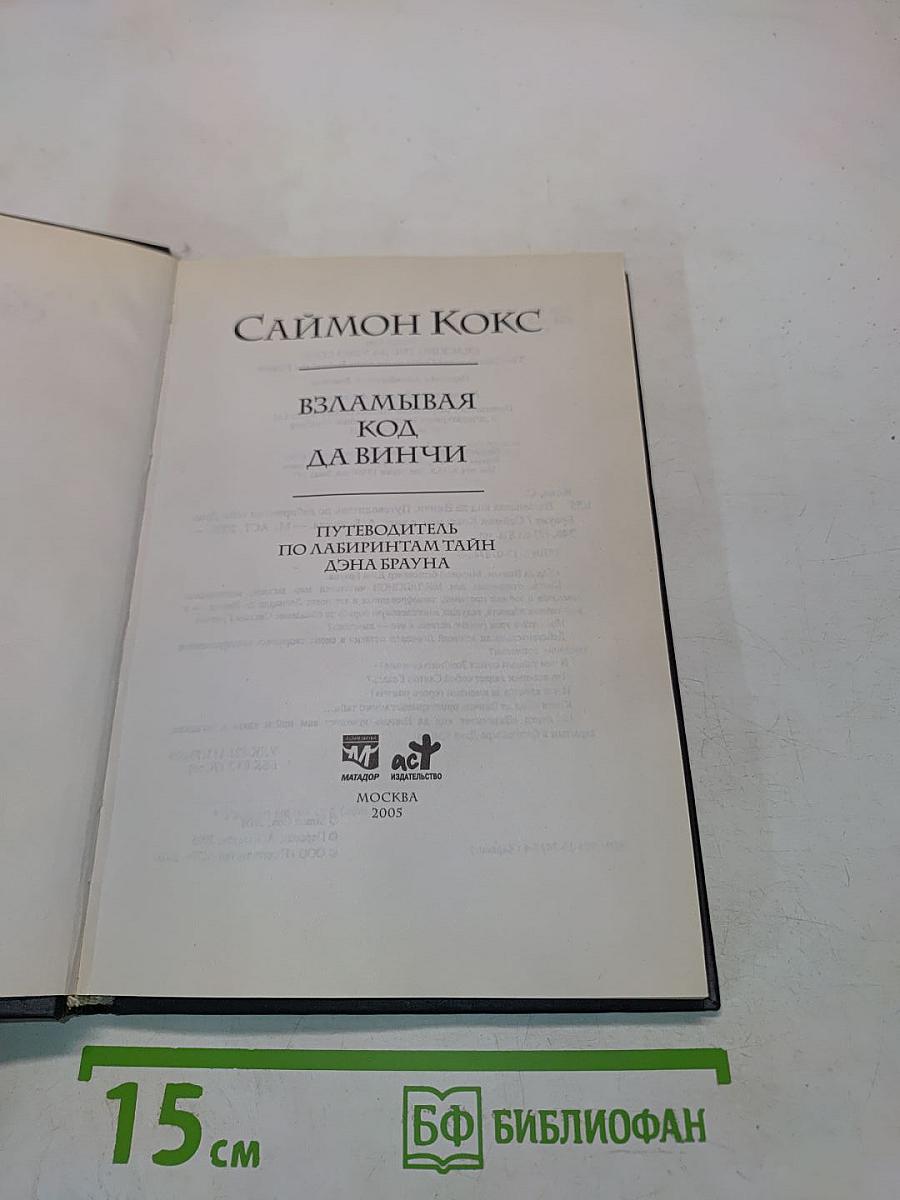 САЙМОН КОКС
ВЗЛАМЫВАЯ
КОД
ДА ВИНЧИ
ПУТЕВОДИТЕЛЬ
ПО ЛАБИРИНТАМ ТАЙН
ДЭНА БРАУНА
МАТАДОР
аст
ИЗДАТЕЛЬСТВО
МОСКВА
2005
15 см
БФ БИБЛИОФАН